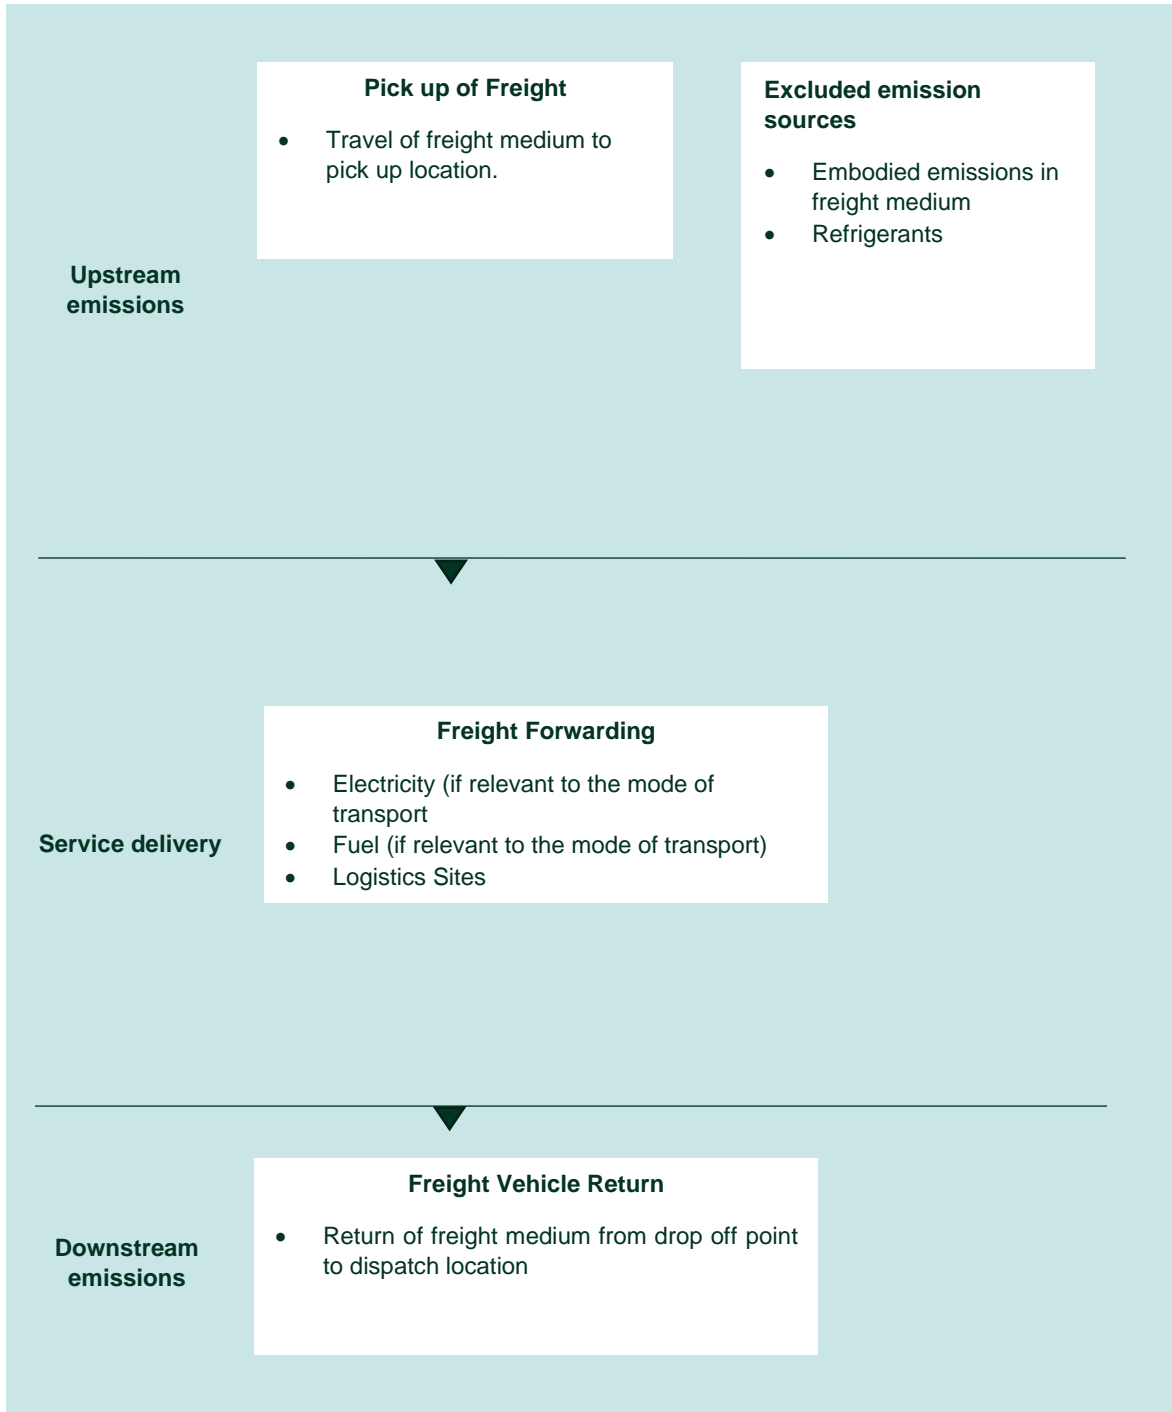 Pick up of Freight
• Travel of freight medium to
pick up location.
Excluded emission
sources
• Embodied emissions in
freight medium
• Refrigerants
Upstream
emissions
Freight Forwarding
• Electricity (if relevant to the mode of
transport
• Fuel (if relevant to the mode of transport)
• Logistics Sites
Service delivery
Freight Vehicle Return
• Return of freight medium from drop off point
to dispatch location
Downstream
emissions